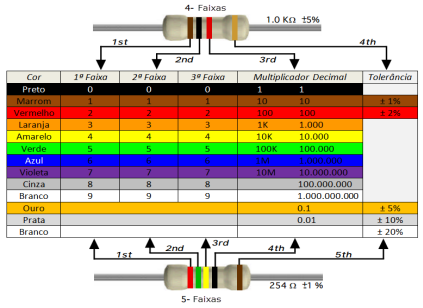 4- Faixas
1.0 KΩ ±5%
1st 2nd 3rd 4th
Cor 1ª Faixa 2ª Faixa 3ª Faixa Multiplicador Decimal Tolerância
Preto 0 0 0 1 1
Marrom 1 1 1 10 10 ± 1%
Vermelho 2 2 2 100 100 ± 2%
Laranja 3 3 3 1K 1.000
Amarelo 4 4 4 10K 10.000
Verde 5 5 5 100K 100.000
Azul 6 6 6 1M 1.000.000
Violeta 7 7 7 10M 10.000.000
Cinza 8 8 8 100.000.000
Branco 9 9 9 1.000.000.000
Ouro 0.1 ± 5%
Prata 0.01 ± 10%
Branco ± 20%
1st 2nd 3rd 4th 5th
254 Ω ±1 %
5- Faixas